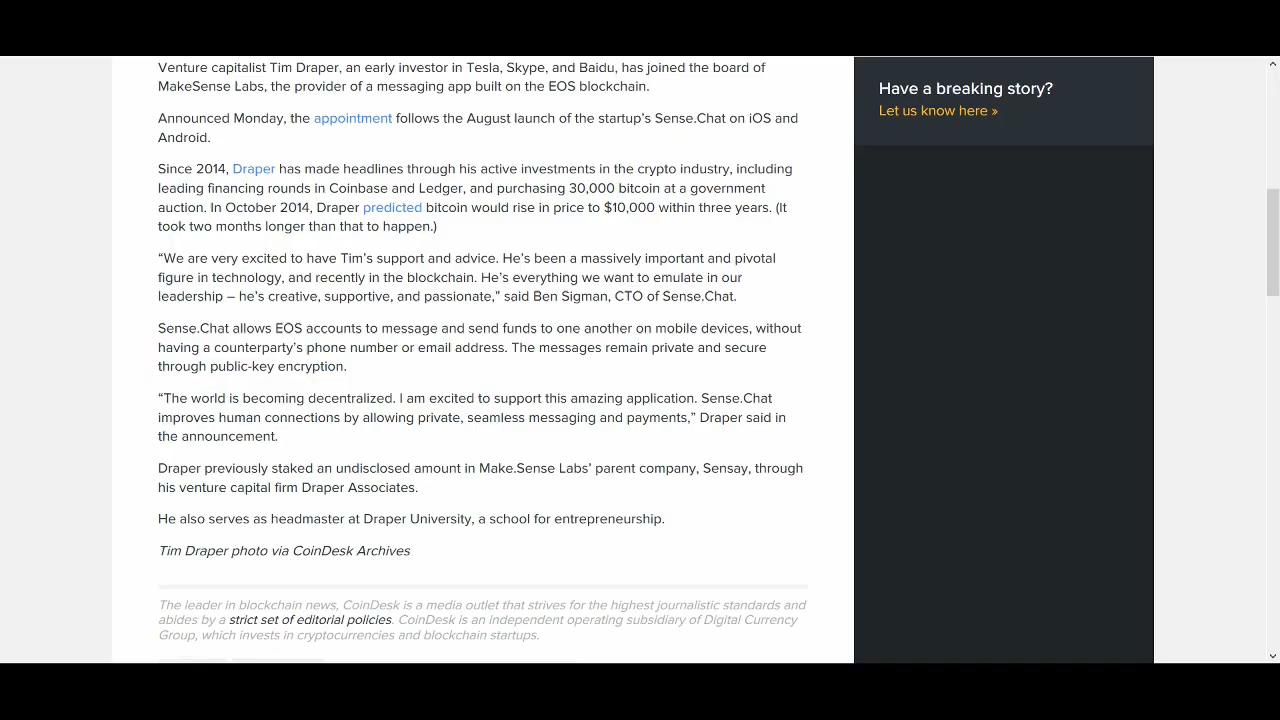 Venture capitalist Tim Draper, an early investor in Tesla, Skype, and Baidu, has joined the board of
MakeSense Labs, the provider of a messaging app built on the EOS blockchain.
Announced Monday, the appointment follows the August launch of the startup's Sense.Chat on iOS and
Android.
Since 2014, Draper has made headlines through his active investments in the crypto industry, including
leading financing rounds in Coinbase and Ledger, and purchasing 30,000 bitcoin at a government
auction. In October 2014, Draper predicted bitcoin would rise in price to $10,000 within three years. (It
took two months longer than that to happen.)
“We are very excited to have Tim's support and advice. He's been a massively important and pivotal
figure in technology, and recently in the blockchain. He's everything we want to emulate in our
leadership – he's creative, supportive, and passionate,” said Ben Sigman, CTO of Sense.Chat.
Sense.Chat allows EOS accounts to message and send funds to one another on mobile devices, without
having a counterparty's phone number or email address. The messages remain private and secure
through public-key encryption.
“The world is becoming decentralized. I am excited to support this amazing application. Sense.Chat
improves human connections by allowing private, seamless messaging and payments,” Draper said in
the announcement.
Draper previously staked an undisclosed amount in Make.Sense Labs' parent company, Sensay, through
his venture capital firm Draper Associates.
He also serves as headmaster at Draper University, a school for entrepreneurship.
Tim Draper photo via CoinDesk Archives
The leader in blockchain news, CoinDesk is a media outlet that strives for the highest journalistic standards and
abides by a strict set of editorial policies. CoinDesk is an independent operating subsidiary of Digital Currency
Group, which invests in cryptocurrencies and blockchain startups.
Have a breaking story?
Let us know here »